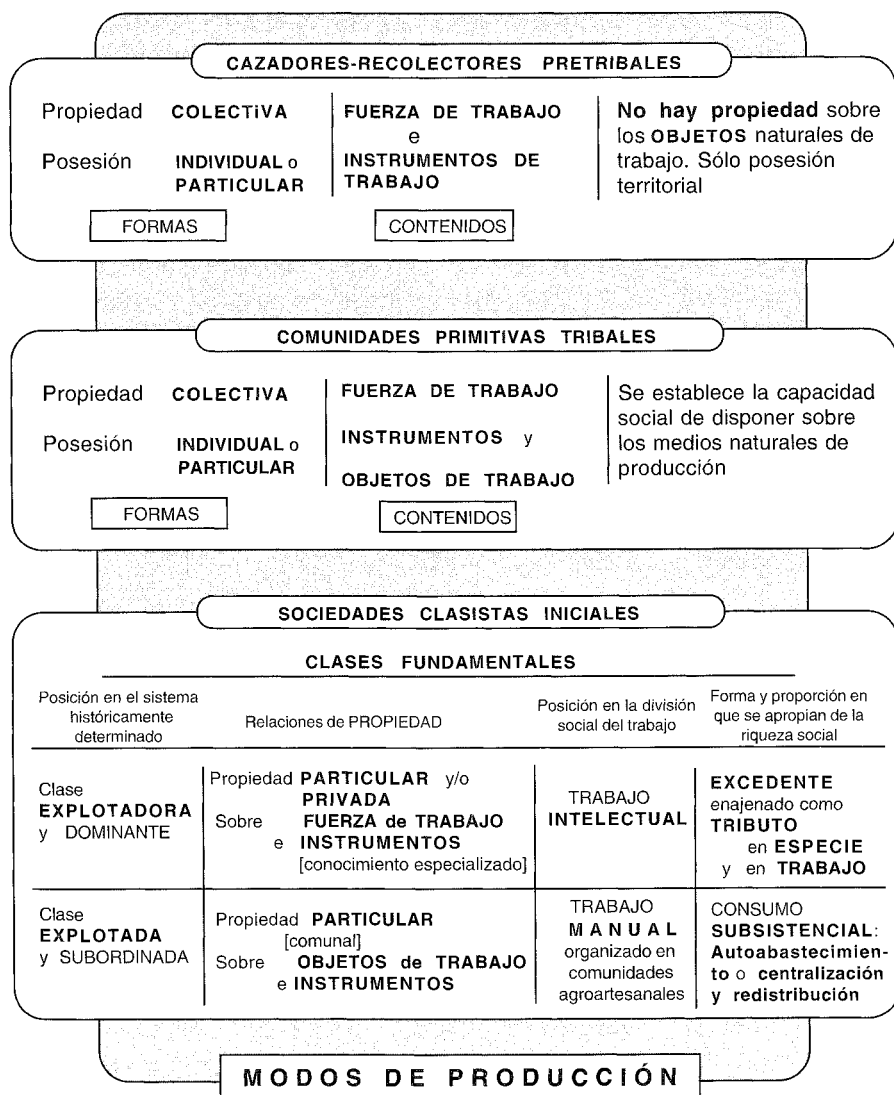 CAZADORES-RECOLECTORES PRETRIBALES
Propiedad COLECTiVA
Posesión INDIVIDUAL o
PARTICULAR
FUERZA DE TRABAJO
e
INSTRUMENTOS DE
TRABAJO
No hay propiedad sobre
los OBJETOS naturales de
trabajo. Sólo posesión
territorial
FORMAS
CONTENIDOS
COMUNIDADES PRIMITIVAS TRIBALES
Propiedad COLECTIVA
Posesión INDIVIDUAL o
PARTICULAR
FUERZA DE TRABAJO
INSTRUMENTOS y
OBJETOS DE TRABAJO
Se establece la capacidad
social de disponer sobre
los medios naturales de
producción
FORMAS
CONTENIDOS
SOCIEDADES CLASISTAS INICIALES
CLASES FUNDAMENTALES
Posición en el sistema
históricamente
determinado
Relaciones de PROPIEDAD
Posición en la división
social del trabajo
Forma y proporción en
que se apropian de la
riqueza social
Clase
EXPLOTADORA
y DOMINANTE
Propiedad PARTICULAR y/o
PRIVADA
Sobre FUERZA de TRABAJO
e INSTRUMENTOS
[conocimiento especializado]
TRABAJO
INTELECTUAL
EXCEDENTE
enajenado como
TRIBUTO
en ESPECIE
y en TRABAJO
Clase
EXPLOTADA
y SUBORDINADA
Propiedad PARTICULAR
[comunal]
Sobre OBJETOS de TRABAJO
e INSTRUMENTOS
TRABAJO
MANUAL
organizado en
comunidades
agroartesanales
CONSUMO
SUBSISTENCIAL:
Autoabastecimien-
to o centralización
y redistribución
MODOS DE PRODUCCIÓN